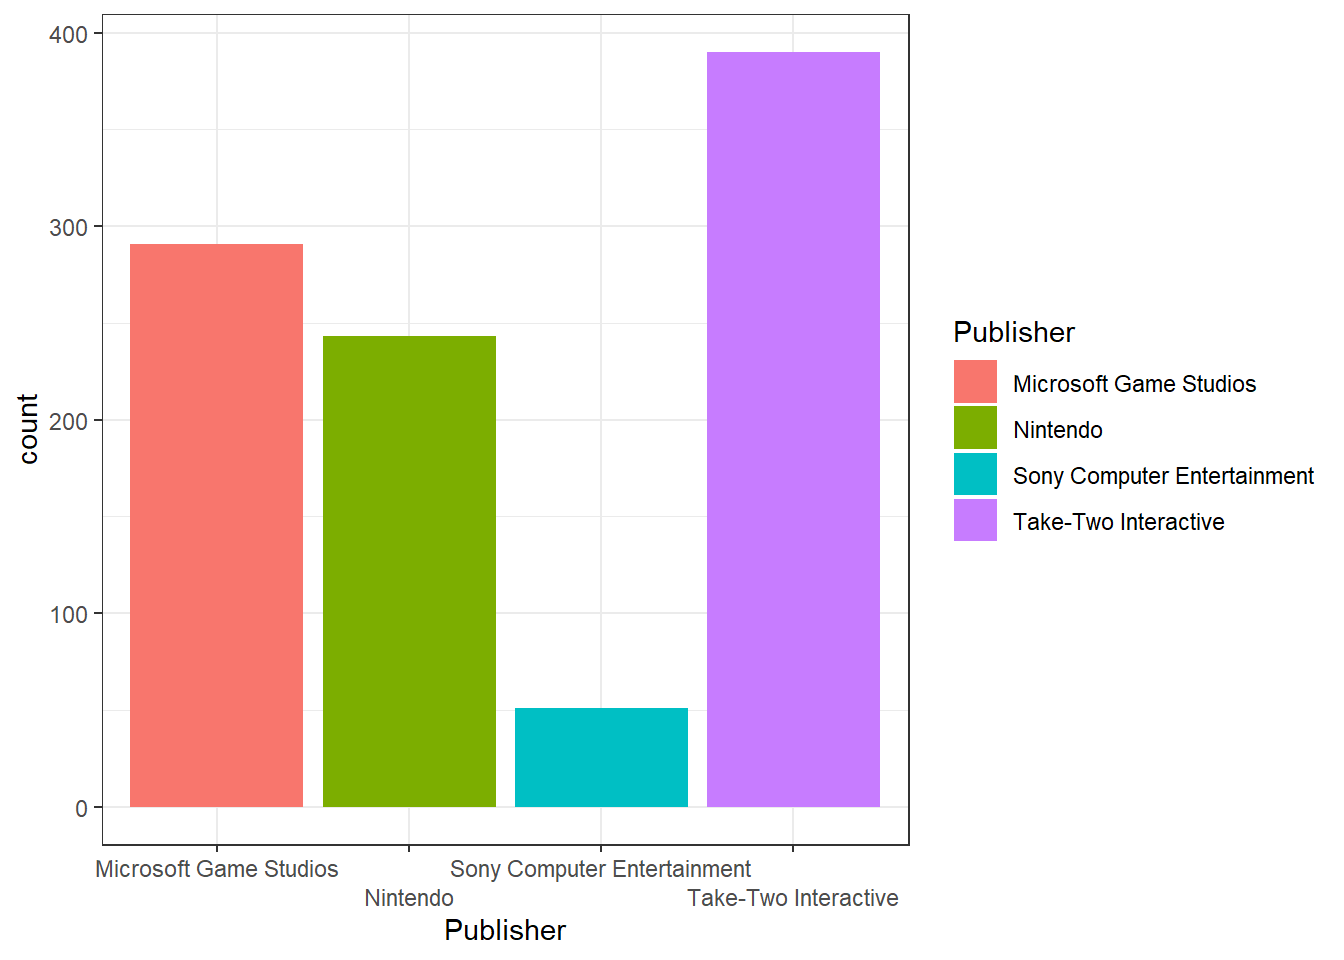 400
300
200
100
0
count
Microsoft Game Studios
Sony Computer Entertainment
Nintendo
Take-Two Interactive
Publisher
Publisher
Microsoft Game Studios
Nintendo
Sony Computer Entertainment
Take-Two Interactive